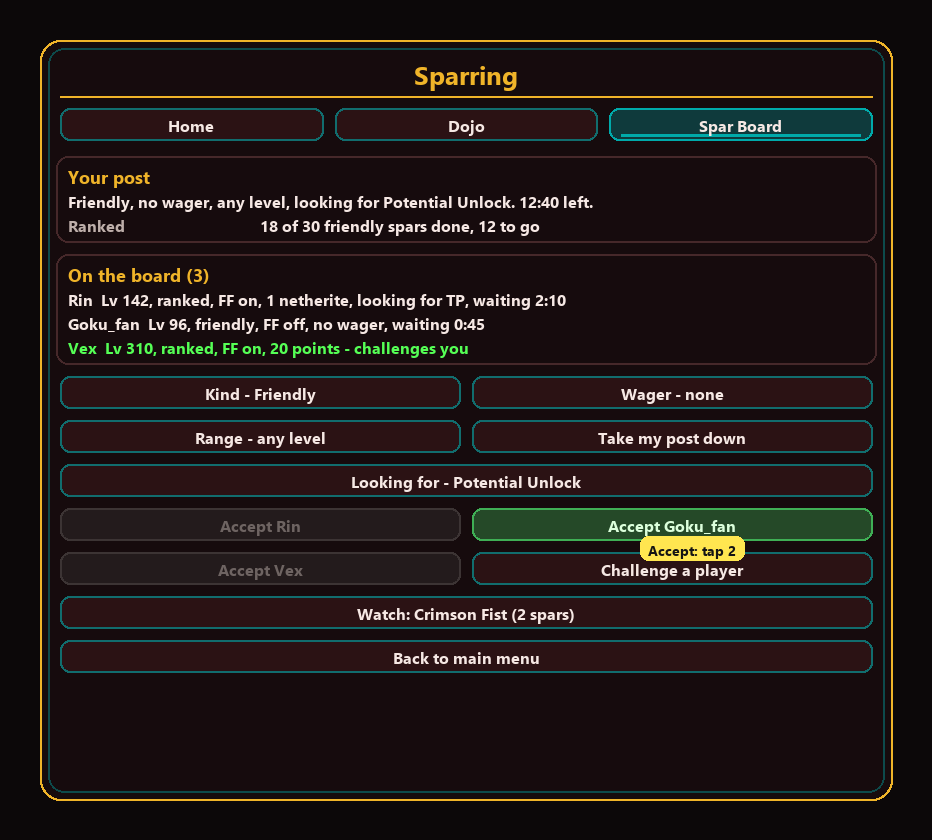 Sparring
Home
Dojo
Spar Board
Your post
Friendly, no wager, any level, looking for Potential Unlock. 12:40 left.
Ranked 18 of 30 friendly spars done, 12 to go
On the board (3)
Rin Lv 142, ranked, FF on, 1 netherite, looking for TP, waiting 2:10
Goku_fan Lv 96, friendly, FF off, no wager, waiting 0:45
Vex Lv 310, ranked, FF on, 20 points - challenges you
Kind - Friendly
Wager - none
Range - any level
Take my post down
Looking for - Potential Unlock
Accept Rin
Accept Goku_fan
Accept: tap 2
Accept Vex
Challenge a player
Watch: Crimson Fist (2 spars)
Back to main menu